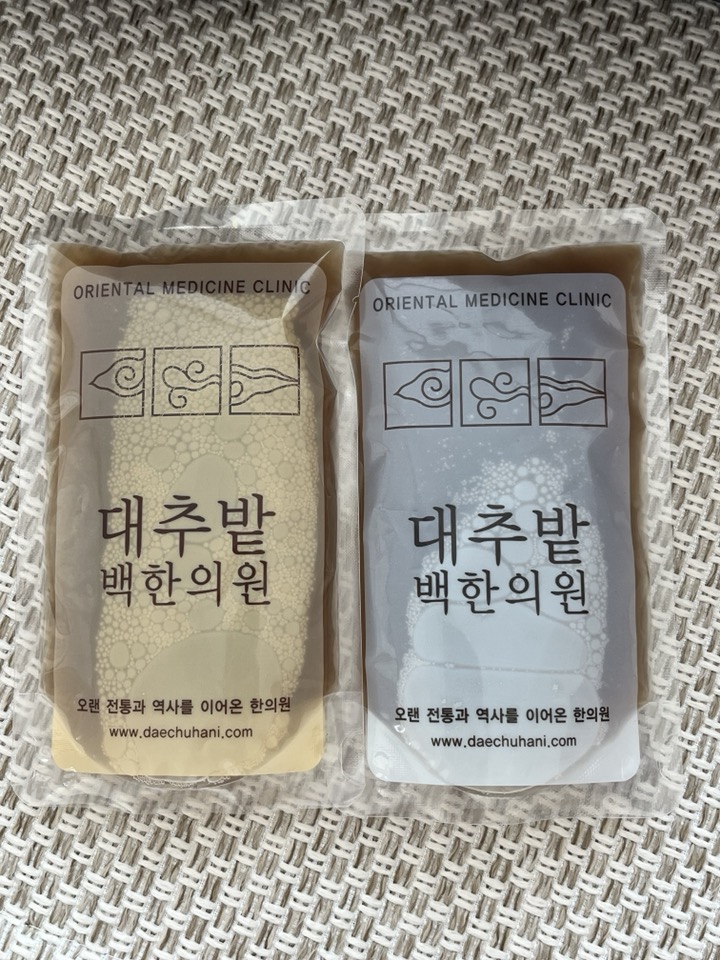 ORIENTAL MEDICINE CLINIC
대추밭
백한의원
오랜 전통과 역사를 이어온 한의원
www.daechuhani.com
ORIENTAL MEDICINE CLINIC
대추밭
백한의원
오랜 전통과 역사를 이어온 한의원
www.daechuhani.com